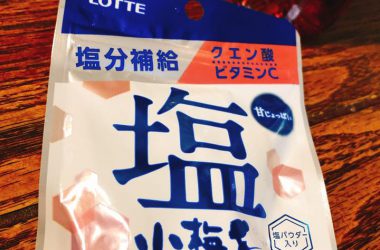 LOTTE
塩分補給
クエン酸
ビタミンC
甘じょっぱい。
塩
小梅
塩パウダー
入り